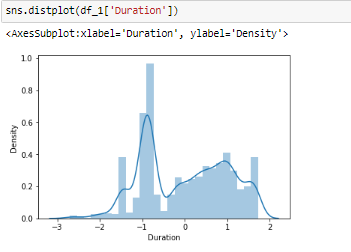 sns.distplot(df_1['Duration'])
<AxesSubplot:xlabel='Duration', ylabel='Density'>
1.0
0.8
0.6
0.4
0.2
0.0
Density
−3 −2 −1 0 1 2
Duration